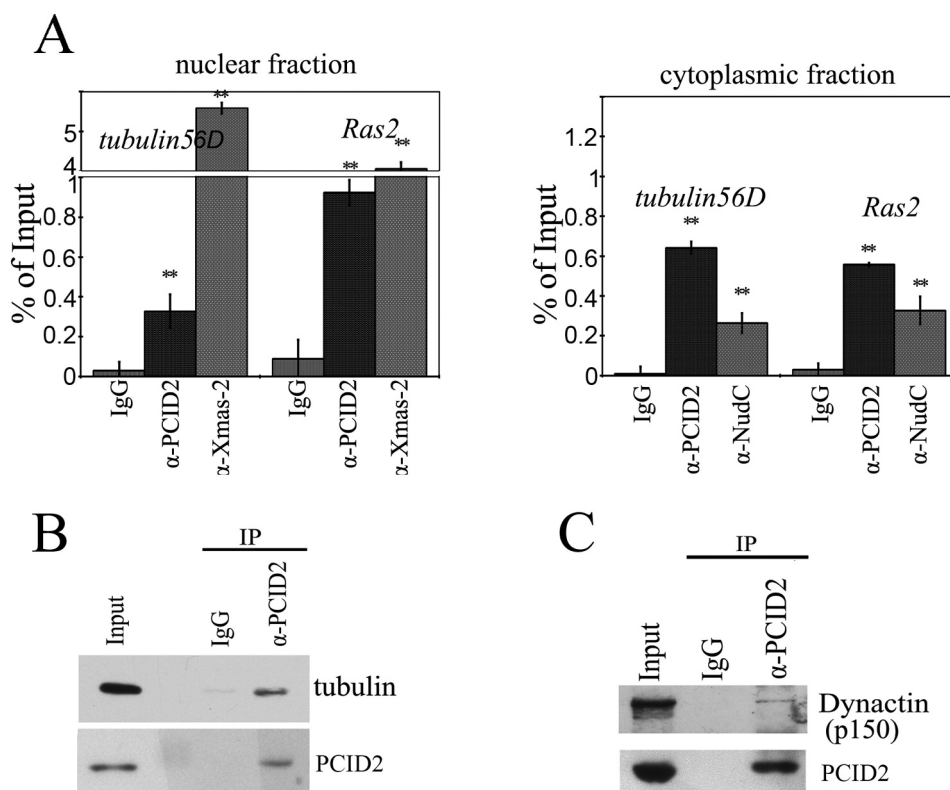 A
nuclear fraction
% of Input
5
4
1
0.8
0.6
0.4
0.2
0
tubulin56D
**
**
Ras2
**
**
IgG
α-PCID2
α-Xmas-2
IgG
α-PCID2
α-Xmas-2
cytoplasmic fraction
% of Input
1.2
1
0.8
0.6
0.4
0.2
0
tubulin56D
**
**
Ras2
**
**
IgG
α-PCID2
α-NudC
IgG
α-PCID2
α-NudC
B
IP
Input
IgG
α-PCID2
tubulin
PCID2
C
IP
Input
IgG
α-PCID2
Dynactin
(p150)
PCID2